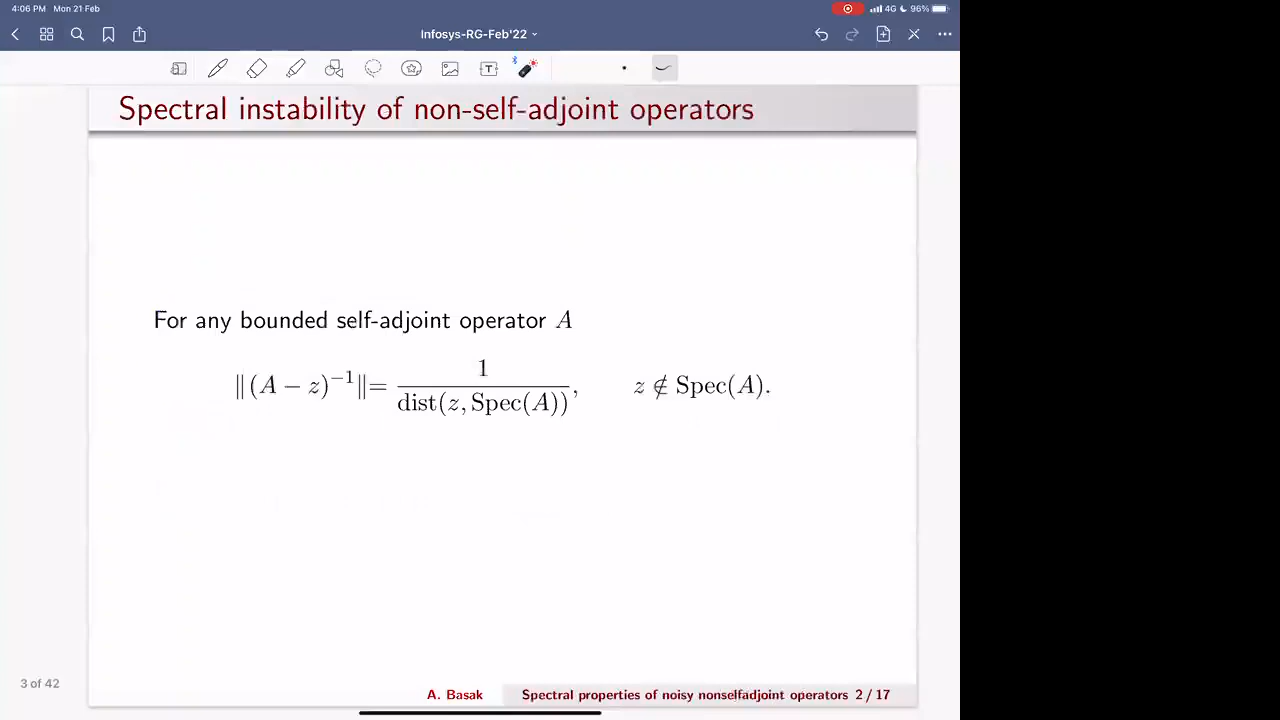 4:06 PM Mon 21 Feb
4G 96%
Infosys-RG-Feb'22
T
Spectral instability of non-self-adjoint operators
For any bounded self-adjoint operator A
‖(A − z)⁻¹‖= 1 / dist(z, Spec(A)), z ∉ Spec(A).
3 of 42
A. Basak Spectral properties of noisy nonselfadjoint operators 2 / 17